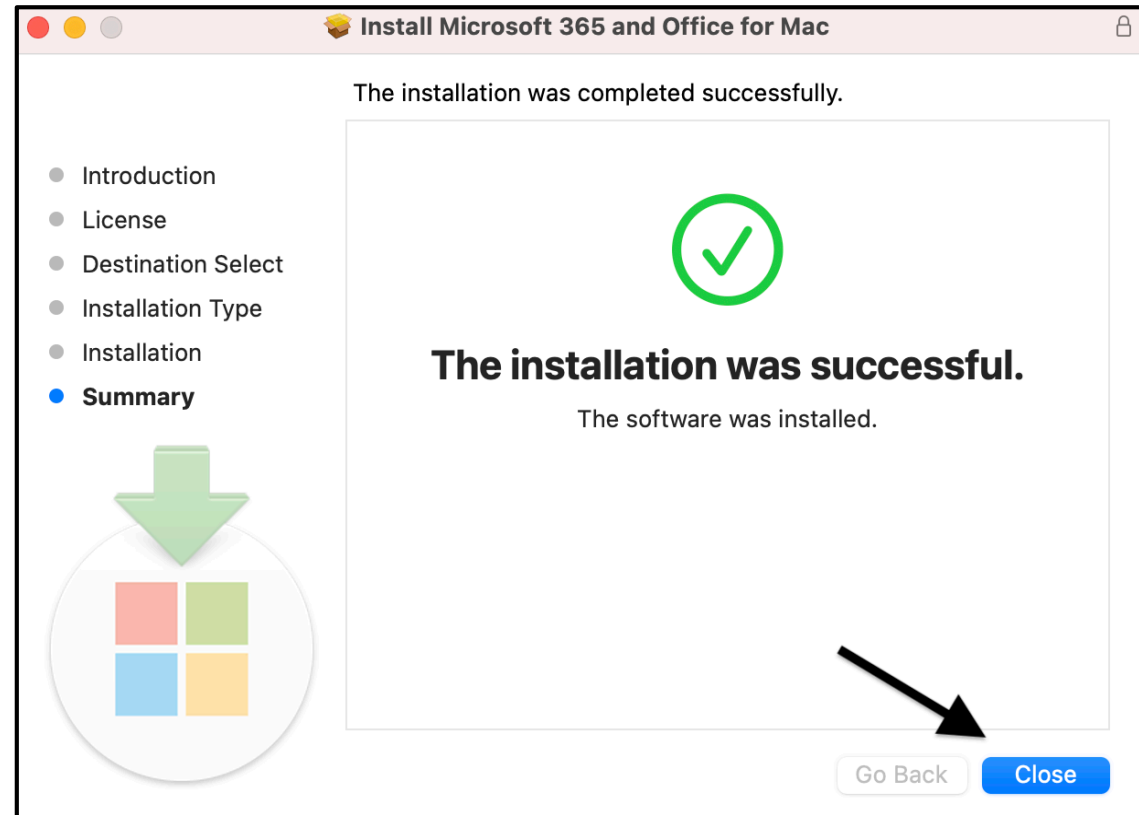 Install Microsoft 365 and Office for Mac
The installation was completed successfully.
Introduction
License
Destination Select
Installation Type
Installation
Summary
The installation was successful.
The software was installed.
Go Back
Close